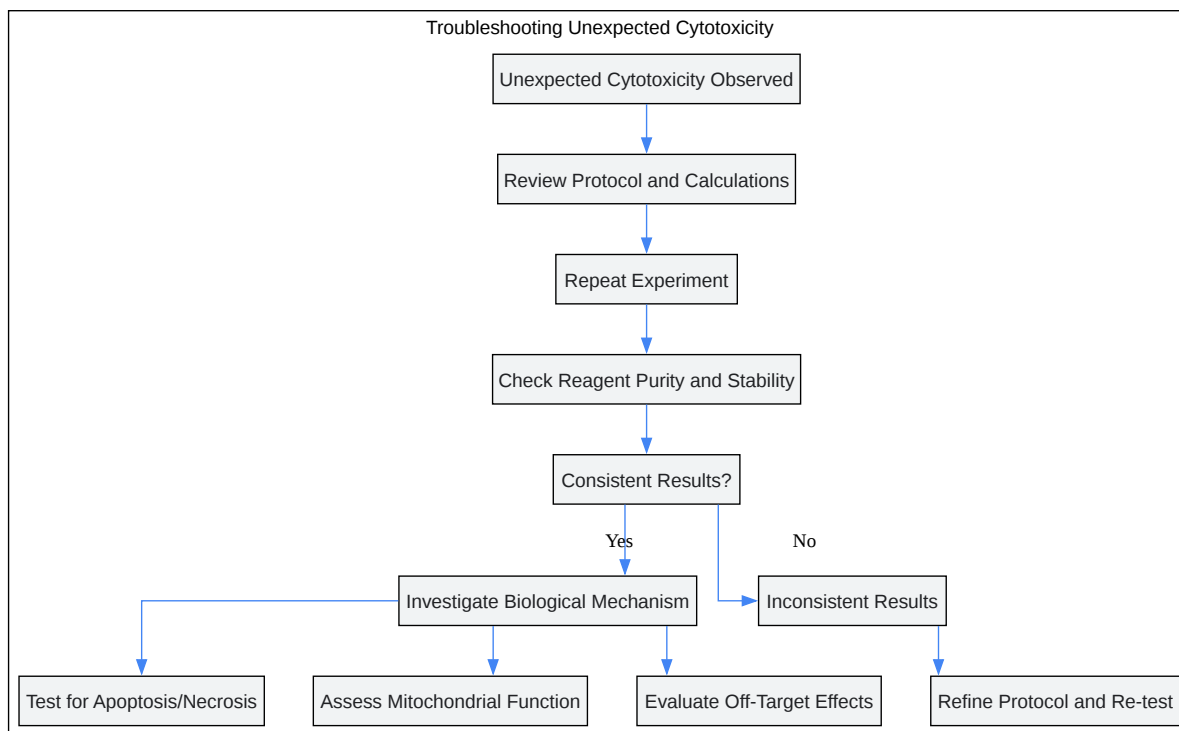 Troubleshooting Unexpected Cytotoxicity
Unexpected Cytotoxicity Observed
Review Protocol and Calculations
Repeat Experiment
Check Reagent Purity and Stability
Consistent Results?
Yes
No
Investigate Biological Mechanism
Inconsistent Results
Test for Apoptosis/Necrosis
Assess Mitochondrial Function
Evaluate Off-Target Effects
Refine Protocol and Re-test